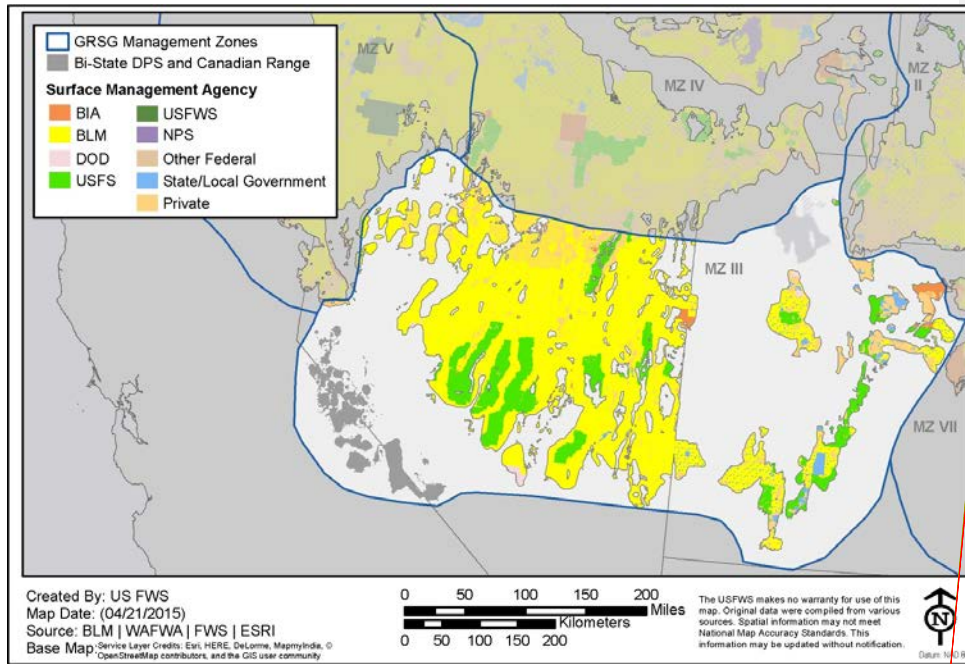 GRSG Management Zones
Bi-State DPS and Canadian Range
Surface Management Agency
BIA
USFWS
BLM
NPS
DOD
Other Federal
USFS
State/Local Government
Private
MZ V
MZ IV
MZ
II
MZ III
MZ VII
Created By: US FWS
Map Date: (04/21/2015)
Source: BLM | WAFWA | FWS | ESRI
Base Map: Service Layer Credits: Esri, HERE, DeLorme, MapmyIndia, ©
OpenStreetMap contributors, and the GIS user community
0 50 100 150 200
Miles
Kilometers
0 50 100 150 200
The USFWS makes no warranty for use of this
map. Original data were compiled from various
sources. Spatial information may not meet
National Map Accuracy Standards. This
information may be updated without notification.
N
Datum: